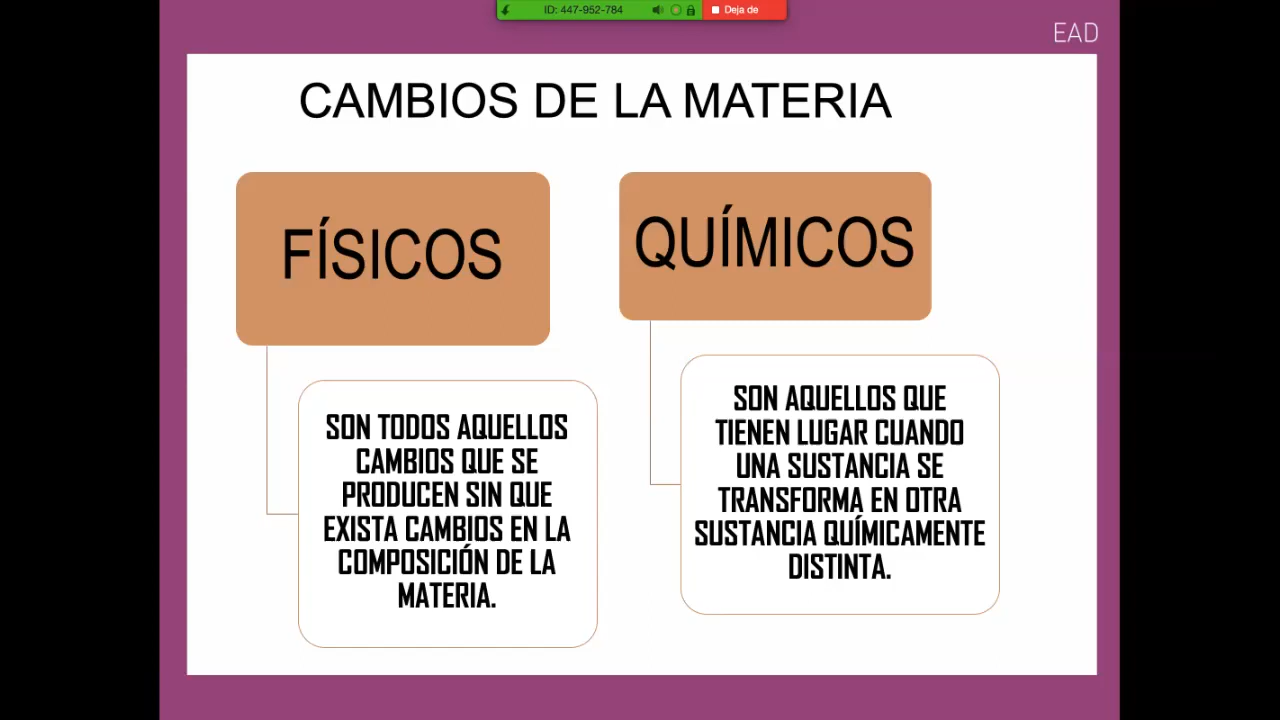 ID: 447-952-784
Deja de
EAD
CAMBIOS DE LA MATERIA
FÍSICOS
SON TODOS AQUELLOS
CAMBIOS QUE SE
PRODUCEN SIN QUE
EXISTA CAMBIOS EN LA
COMPOSICIÓN DE LA
MATERIA.
QUÍMICOS
SON AQUELLOS QUE
TIENEN LUGAR CUANDO
UNA SUSTANCIA SE
TRANSFORMA EN OTRA
SUSTANCIA QUÍMICAMENTE
DISTINTA.